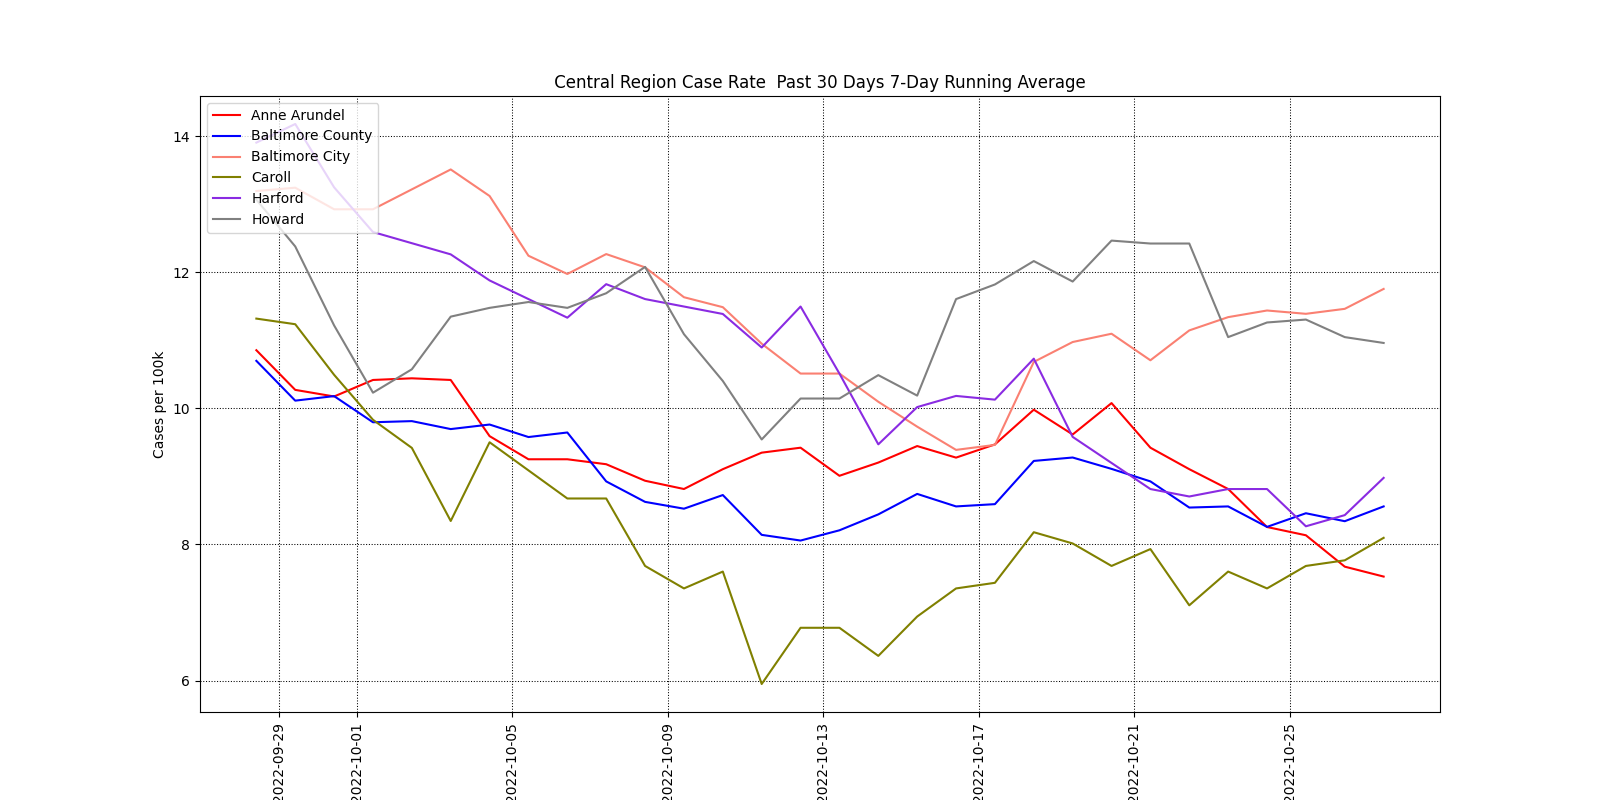 Central Region Case Rate  Past 30 Days 7-Day Running Average
Anne Arundel
Baltimore County
Baltimore City
Caroll
Harford
Howard
Cases per 100k
14
12
10
8
6
2022-09-29
2022-10-01
2022-10-05
2022-10-09
2022-10-13
2022-10-17
2022-10-21
2022-10-25